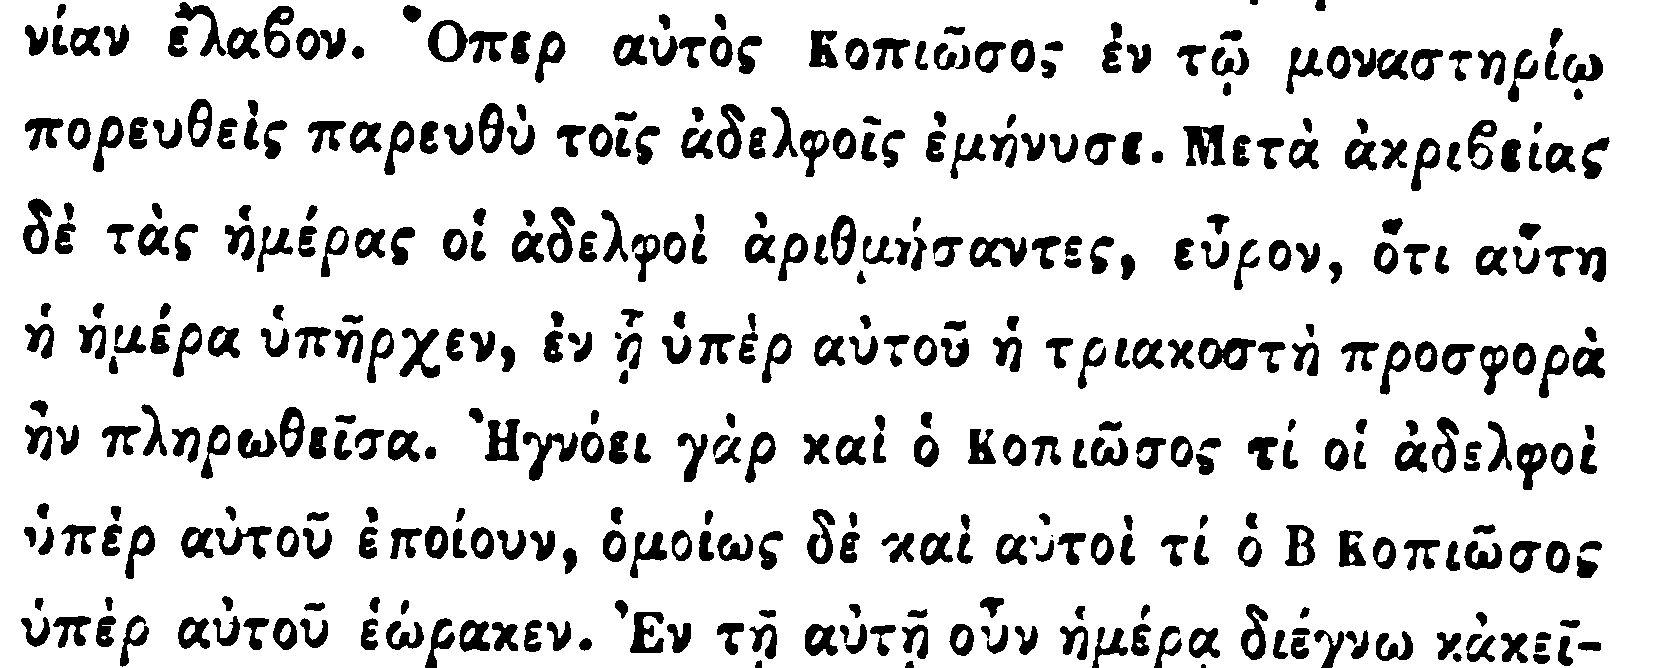 νίαν ἔλαβον. Ὅπερ αὐτὸς Κοπιῶσος ἐν τῷ μοναστηρίῳ
πορευθεὶς παρευθὺ τοῖς ἀδελφοῖς ἐμήνυσε. Μετὰ ἀκριβείας
δὲ τὰς ἡμέρας οἱ ἀδελφοὶ ἀριθμήσαντες, εὗρον, ὅτι αὕτη
ἡ ἡμέρα ὑπῆρχεν, ἐν ᾗ ὑπὲρ αὐτοῦ ἡ τριακοστὴ προσφορὰ
ἦν πληρωθεῖσα. Ἠγνόει γὰρ καὶ ὁ Κοπιῶσος τί οἱ ἀδελφοὶ
ὑπὲρ αὐτοῦ ἐποίουν, ὁμοίως δὲ καὶ αὐτοὶ τί ὁ Β Κοπιῶσος
ὑπὲρ αὐτοῦ ἑώρακεν. Ἐν τῇ αὐτῇ οὖν ἡμέρᾳ διέγνω κἀκεῖ-